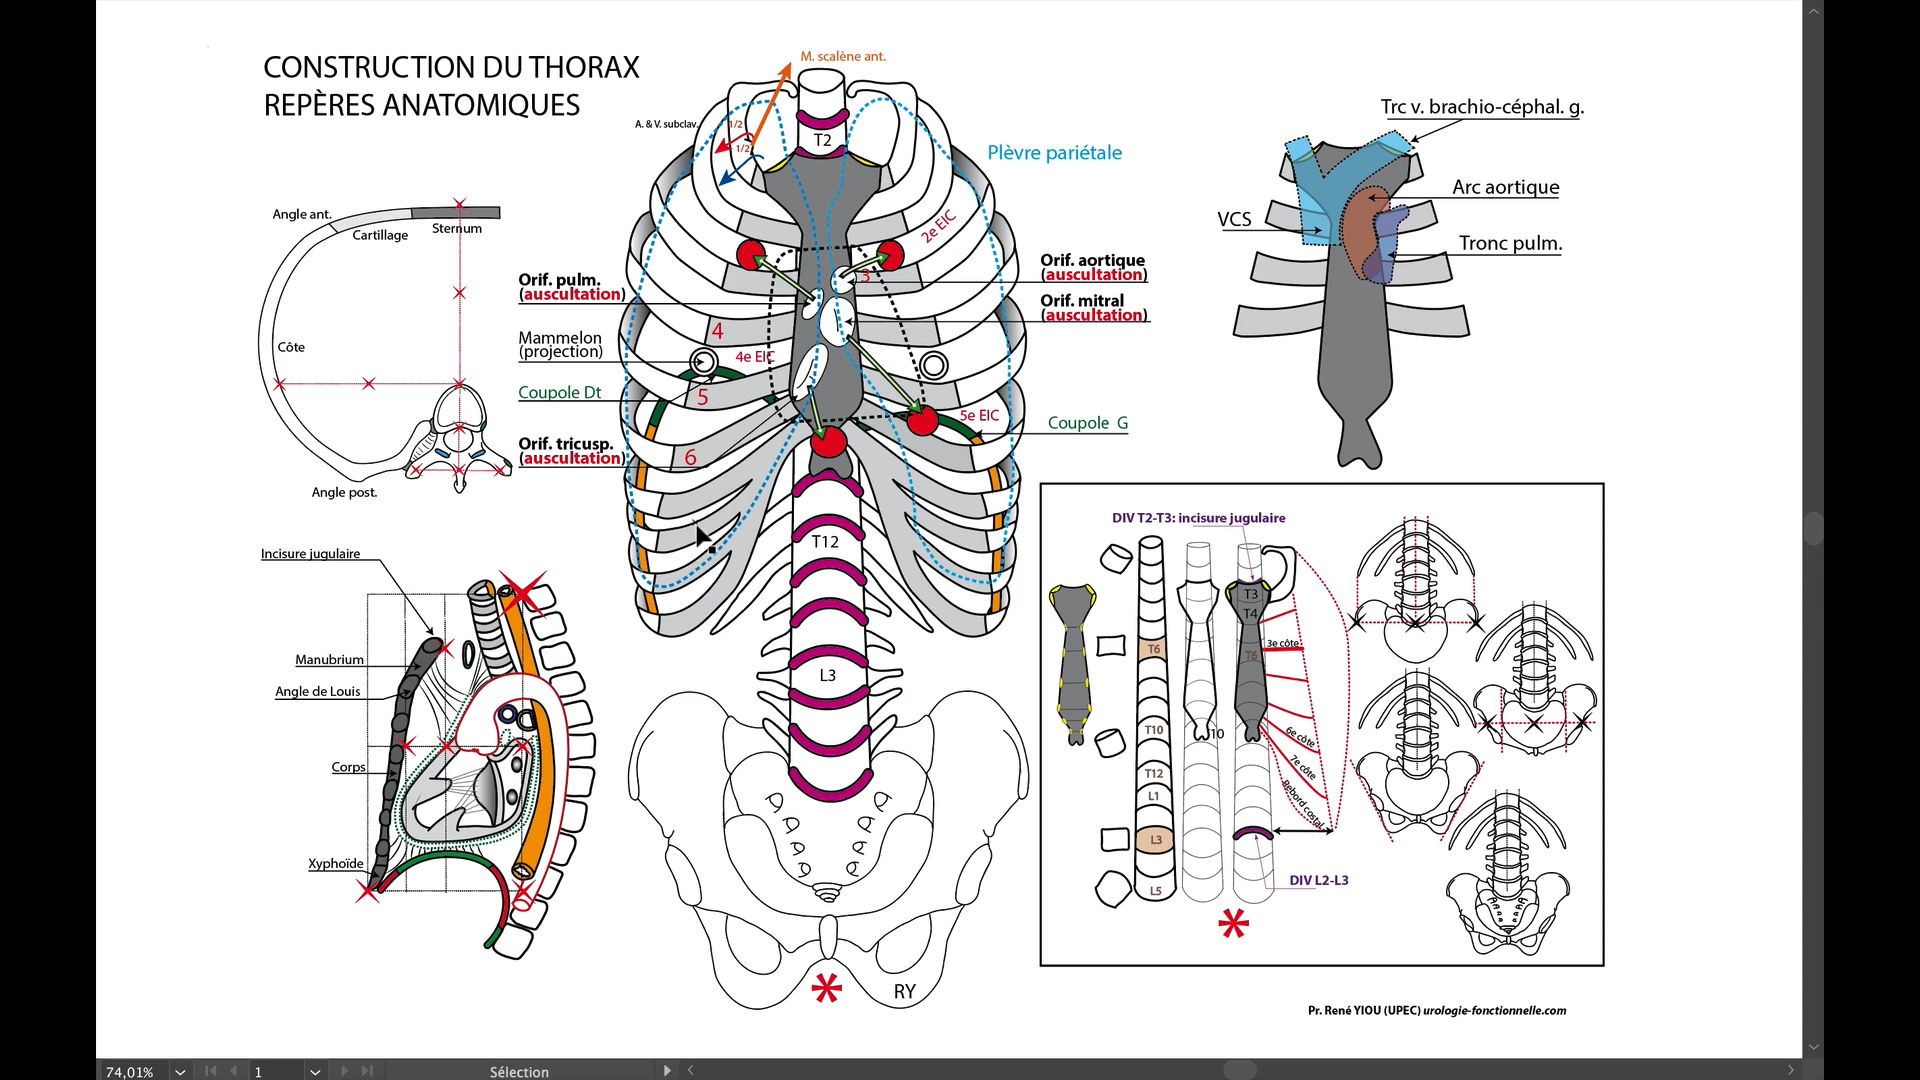 CONSTRUCTION DU THORAX
REPÈRES ANATOMIQUES
M. scalène ant.
A. & V. subclav.
1/2
1/2
T2
Plèvre pariétale
2e EIC
3
Orif. pulm.
(auscultation)
Orif. aortique
(auscultation)
Orif. mitral
(auscultation)
4
Mammelon
(projection)
4e EIC
Coupole Dt
5
5e EIC
Coupole G
Orif. tricusp.
(auscultation)
6
T12
L3
RY
Angle ant.
Cartillage
Sternum
Côte
Angle post.
Incisure jugulaire
Manubrium
Angle de Louis
Corps
Xyphoïde
Trc v. brachio-céphal. g.
Arc aortique
VCS
Tronc pulm.
DIV T2-T3: incisure jugulaire
T3
T4
3e côte
T6
T6
T10
10
6e côte
7e côte
Rebord costal
T12
L1
L3
L5
DIV L2-L3
Pr. René YIOU (UPEC) urologie-fonctionnelle.com
74,01%
1
Sélection